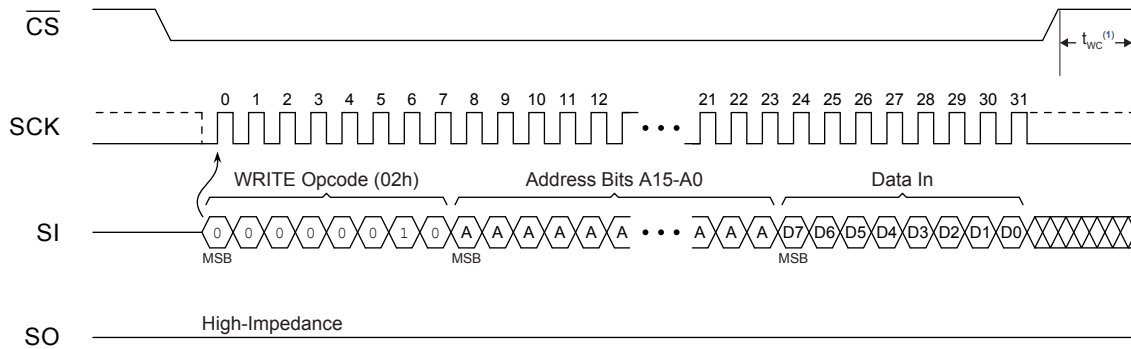 CS
tWC(1)
0 1 2 3 4 5 6 7 8 9 10 11 12 21 22 23 24 25 26 27 28 29 30 31
SCK
WRITE Opcode (02h) Address Bits A15-A0 Data In
SI 0 0 0 0 0 0 1 0 A A A A A A A A A D7 D6 D5 D4 D3 D2 D1 D0
MSB MSB MSB
High-Impedance
SO